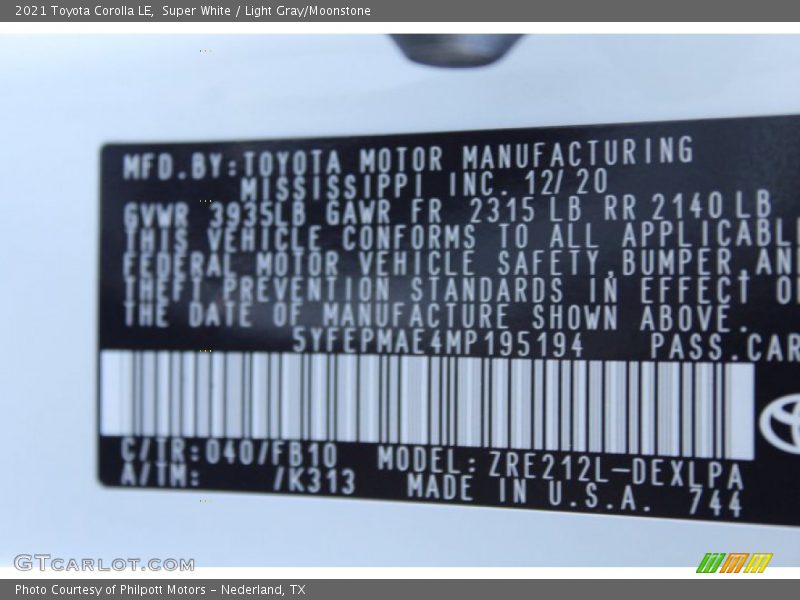 2021 Toyota Corolla LE, Super White / Light Gray/Moonstone
MFD.BY:TOYOTA MOTOR MANUFACTURING
MISSISSIPPI INC. 12/20
GVWR 3935LB GAWR FR 2315 LB RR 2140 LB
THIS VEHICLE CONFORMS TO ALL APPLICABL
FEDERAL MOTOR VEHICLE SAFETY,BUMPER,AN
THEFT PREVENTION STANDARDS IN EFFECT O
THE DATE OF MANUFACTURE SHOWN ABOVE.
5YFEPMAE4MP195194 PASS.CAR
C/TR:040/FB10 MODEL:ZRE212L-DEXLPA
A/TM: /K313 MADE IN U.S.A. 744
GTCARLOT.COM
Photo Courtesy of Philpott Motors - Nederland, TX